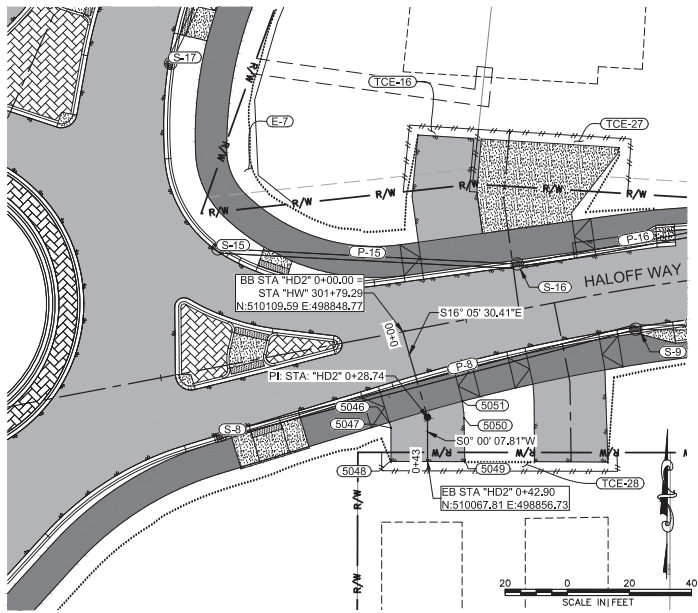 S-17
R/W
TCE-16
E-7
TCE-27
R/W
R/W
R/W
R/W
R/W
S-15
P-15
P-16
S-16
HALOFF WAY
BB STA "HD2" 0+00.00 =
STA "HW" 301+79.29
N:510109.59 E:498848.77
S16° 05' 30.41"E
0+00
P-8
S-9
PI: STA: "HD2" 0+28.74
5046
5051
5047
5050
S-8
S0° 00' 07.81"W
R/W
R/W
R/W
R/W
5048
0+43
5049
TCE-28
EB STA "HD2" 0+42.90
N:510067.81 E:498856.73
R/W
R/W
20 0 20 40
SCALE IN FEET